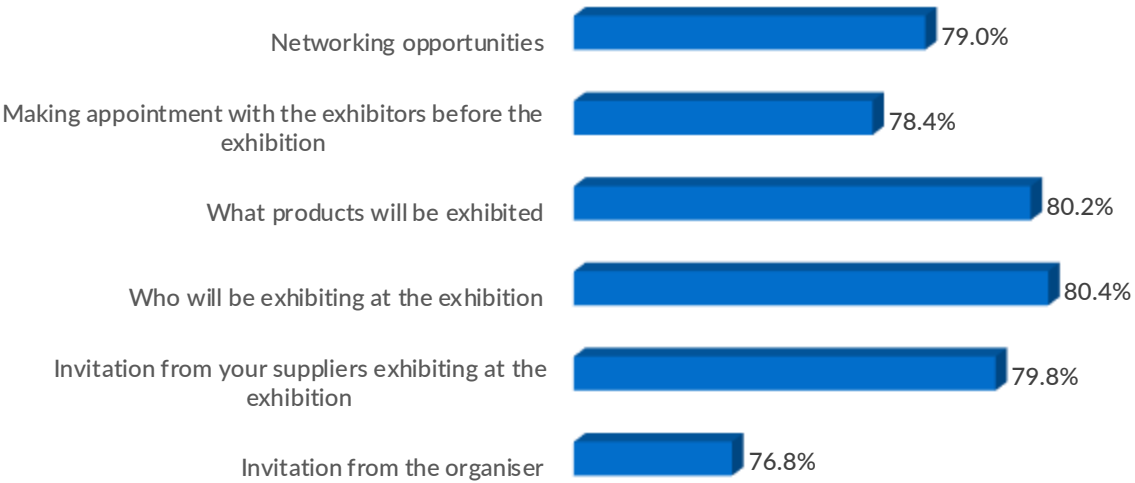 Networking opportunities
79.0%
Making appointment with the exhibitors before the
exhibition
78.4%
What products will be exhibited
80.2%
Who will be exhibiting at the exhibition
80.4%
Invitation from your suppliers exhibiting at the
exhibition
79.8%
Invitation from the organiser
76.8%